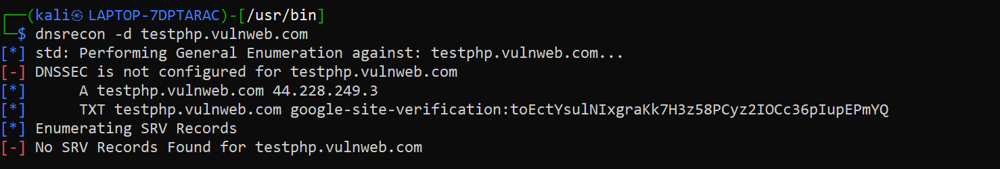 ┌──(kali㉿LAPTOP-7DPTARAC)-[/usr/bin]
└─$ dnsrecon -d testphp.vulnweb.com
[*] std: Performing General Enumeration against: testphp.vulnweb.com...
[-] DNSSEC is not configured for testphp.vulnweb.com
[*] 	 A testphp.vulnweb.com 44.228.249.3
[*] 	 TXT testphp.vulnweb.com google-site-verification:toEctYsulNIxgraKk7H3z58PCyz2IOCc36pIupEPmYQ
[*] Enumerating SRV Records
[-] No SRV Records Found for testphp.vulnweb.com